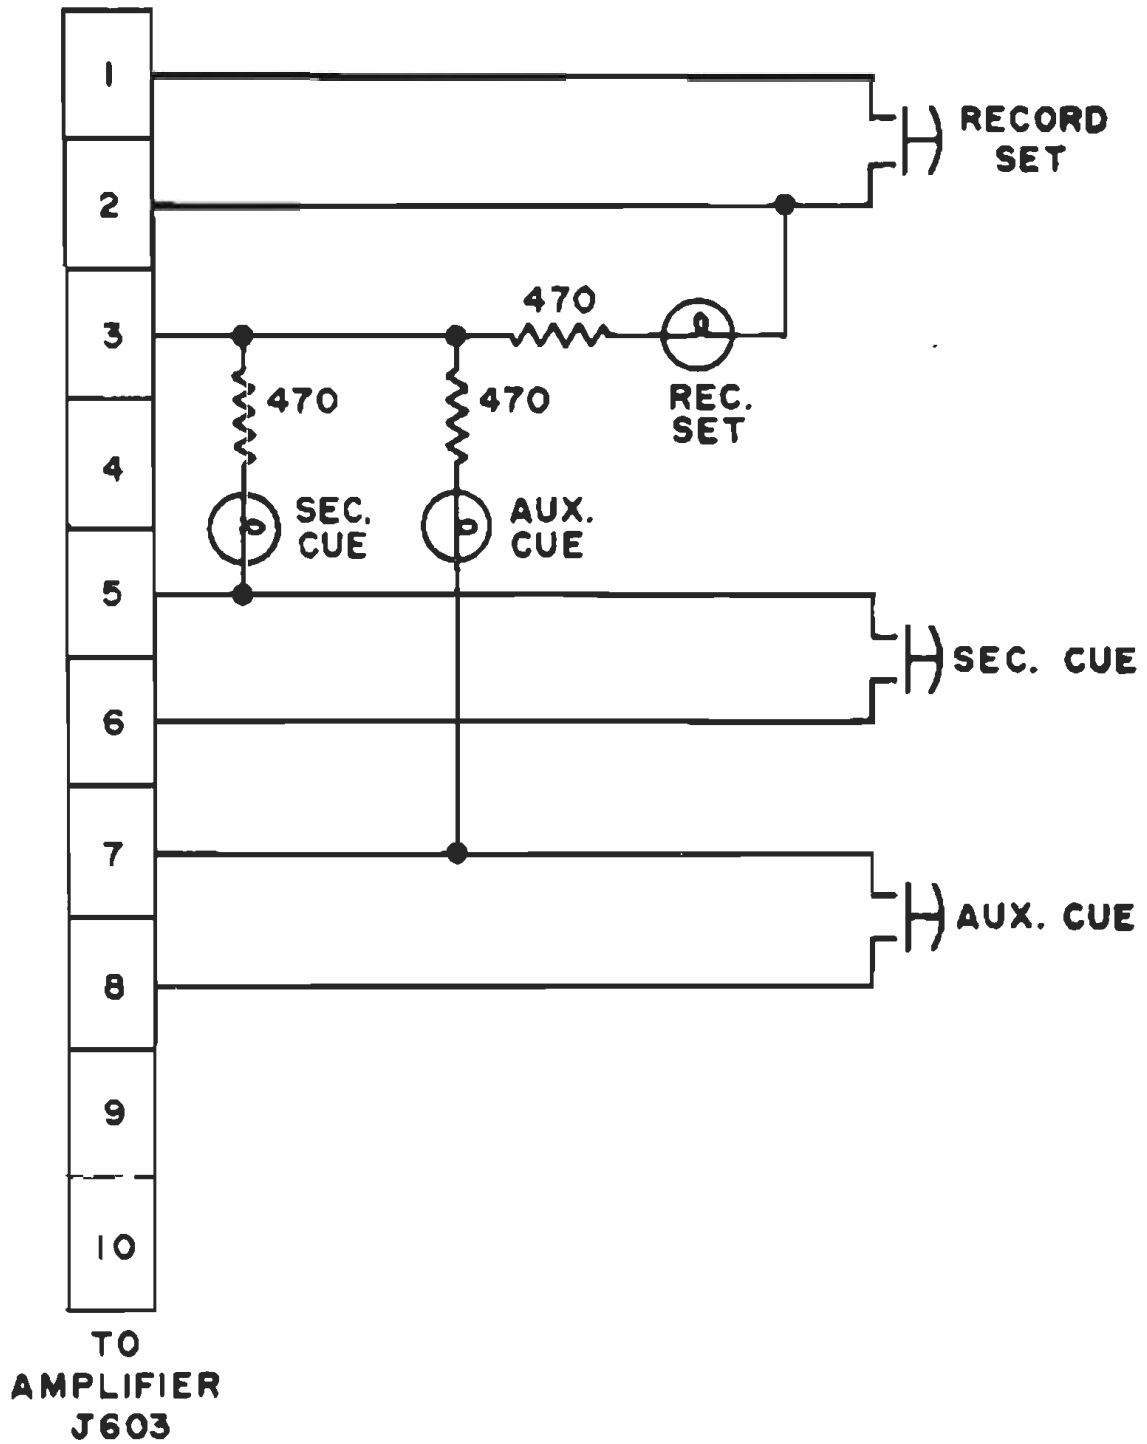 1
RECORD
SET
2
470
3
470
470
REC.
SET
4
SEC.
CUE
AUX.
CUE
5
SEC. CUE
6
7
AUX. CUE
8
9
10
TO
AMPLIFIER
J603